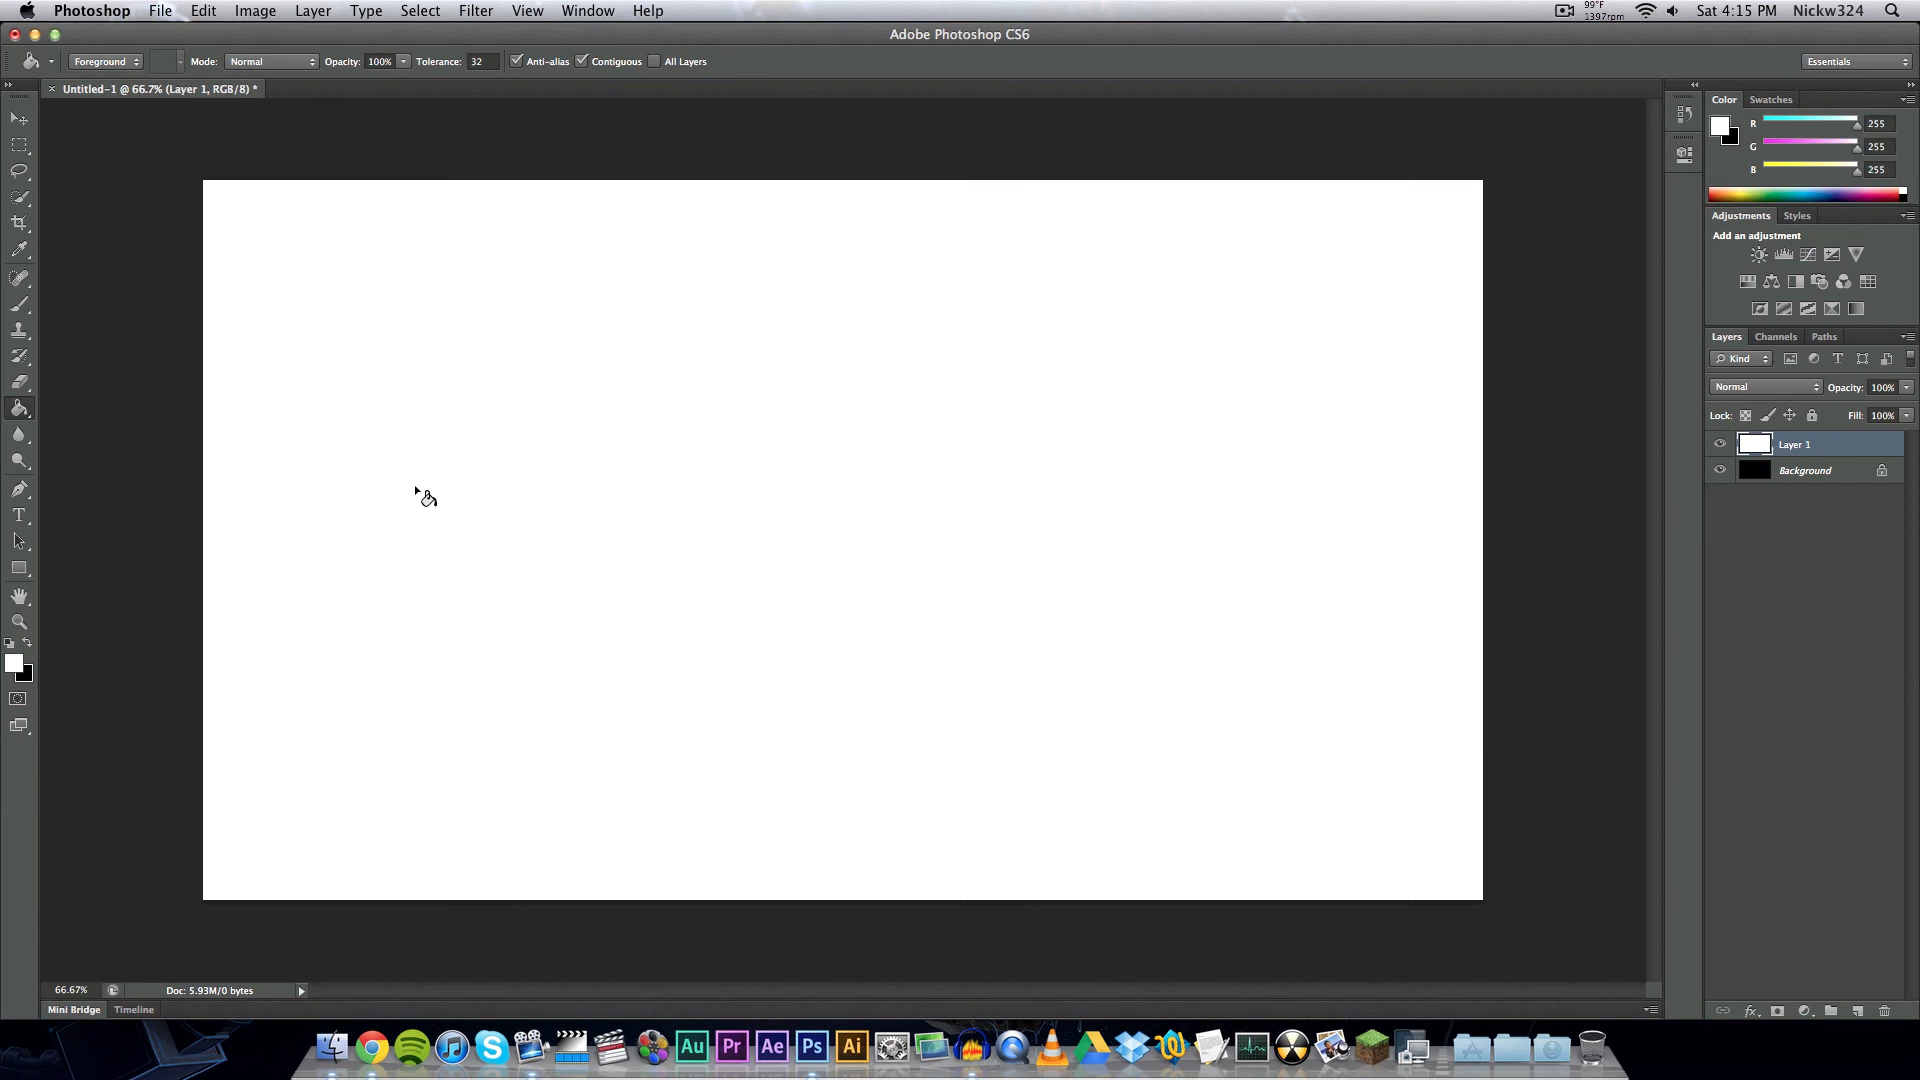 Photoshop File Edit Image Layer Type Select Filter View Window Help 99°F 1397rpm Sat 4:15 PM Nickw324
Adobe Photoshop CS6
Foreground Mode: Normal Opacity: 100% Tolerance: 32 Anti-alias Contiguous All Layers Essentials
Untitled-1 @ 66.7% (Layer 1, RGB/8) *
Color Swatches
R 255
G 255
B 255
Adjustments Styles
Add an adjustment
Layers Channels Paths
Kind
Normal Opacity: 100%
Lock: Fill: 100%
Layer 1
Background
66.67% Doc: 5.93M/0 bytes
Mini Bridge Timeline
Au Pr Ae Ps Ai